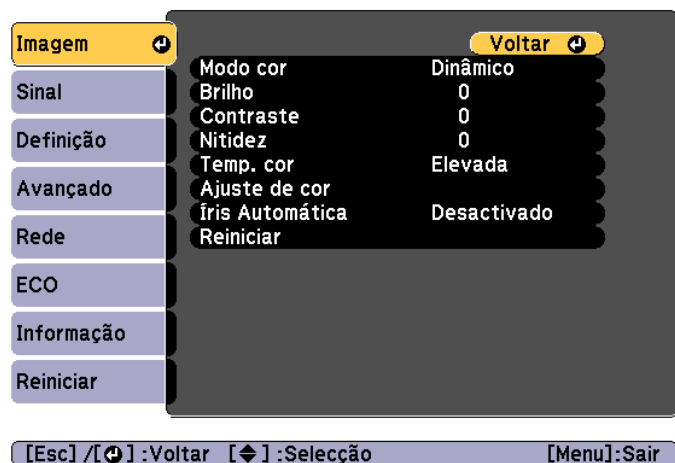 Imagem
Sinal
Definição
Avançado
Rede
ECO
Informação
Reiniciar
Voltar
Modo cor Dinâmico
Brilho 0
Contraste 0
Nitidez 0
Temp. cor Elevada
Ajuste de cor
Íris Automática Desactivado
Reiniciar
[Esc] /[ ] :Voltar [ ] :Selecção [Menu]:Sair